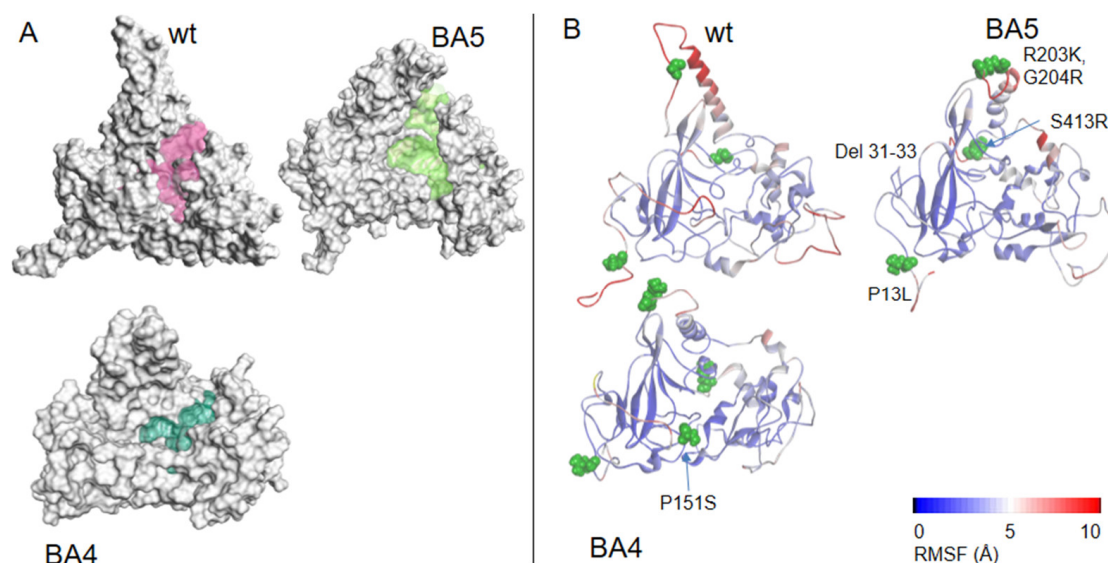 A
wt
BA5
BA4
B
wt
BA5
R203K,
G204R
S413R
Del 31-33
P13L
P151S
BA4
0 5 10
RMSF (Å)